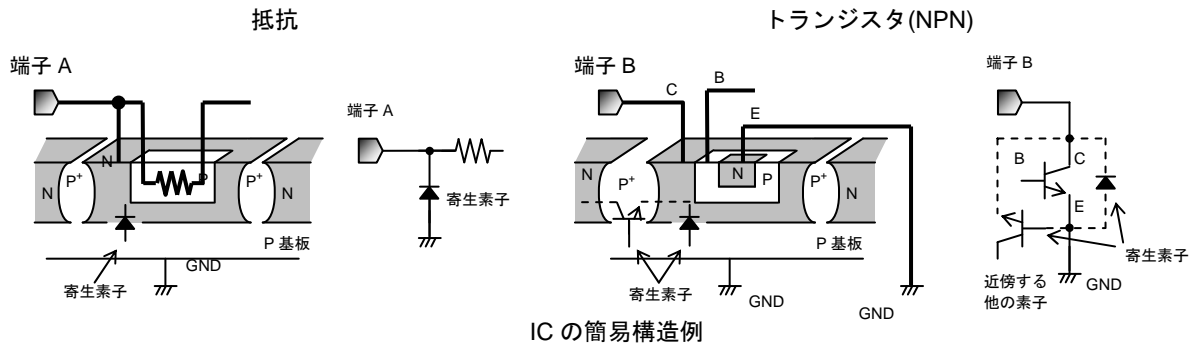 抵抗
端子 A
N
P
N
P+
P+
N
P 基板
GND
寄生素子
端子 A
寄生素子
トランジスタ(NPN)
端子 B
C
B
E
N
P+
N
P
P+
N
P 基板
寄生素子
GND
GND
端子 B
B
C
E
寄生素子
近傍する
他の素子
GND
IC の簡易構造例